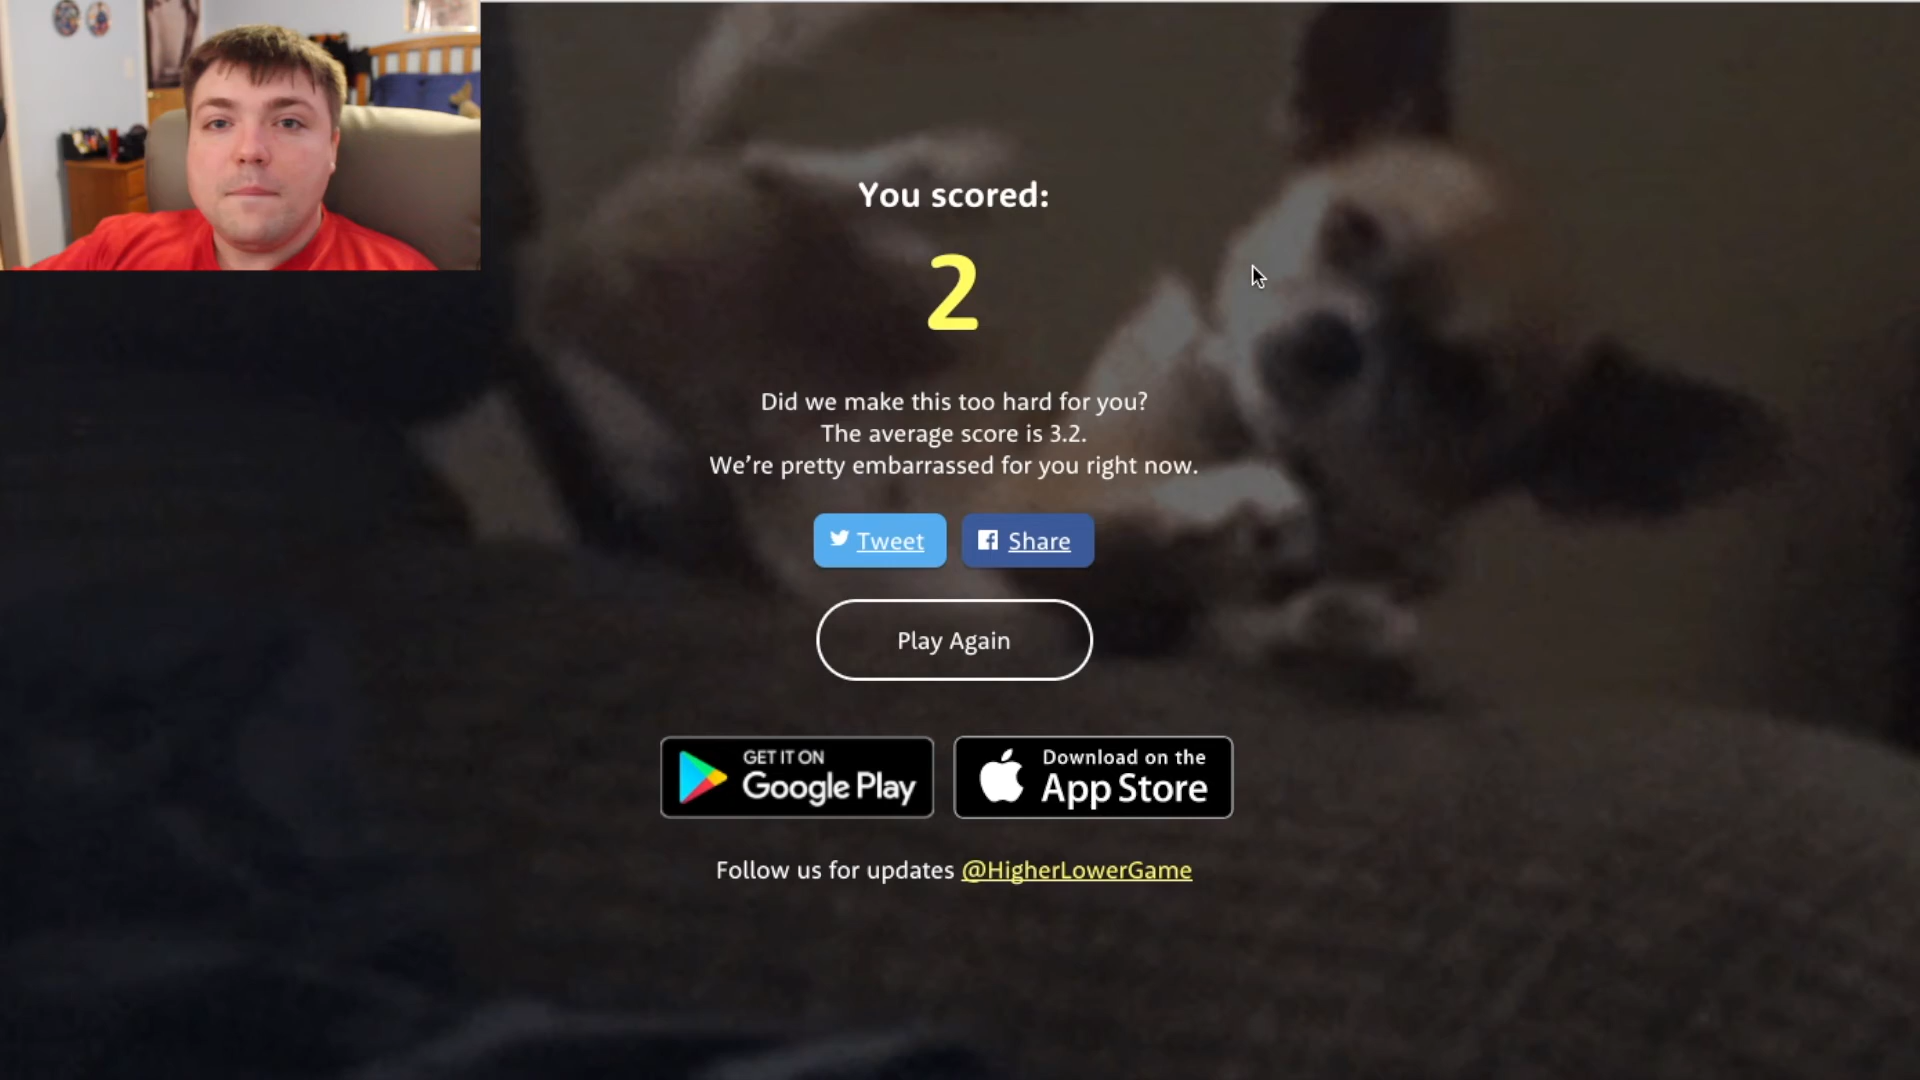 You scored:
2
Did we make this too hard for you?
The average score is 3.2.
We're pretty embarrassed for you right now.
Tweet
Share
Play Again
GET IT ON
Google Play
Download on the
App Store
Follow us for updates @HigherLowerGame